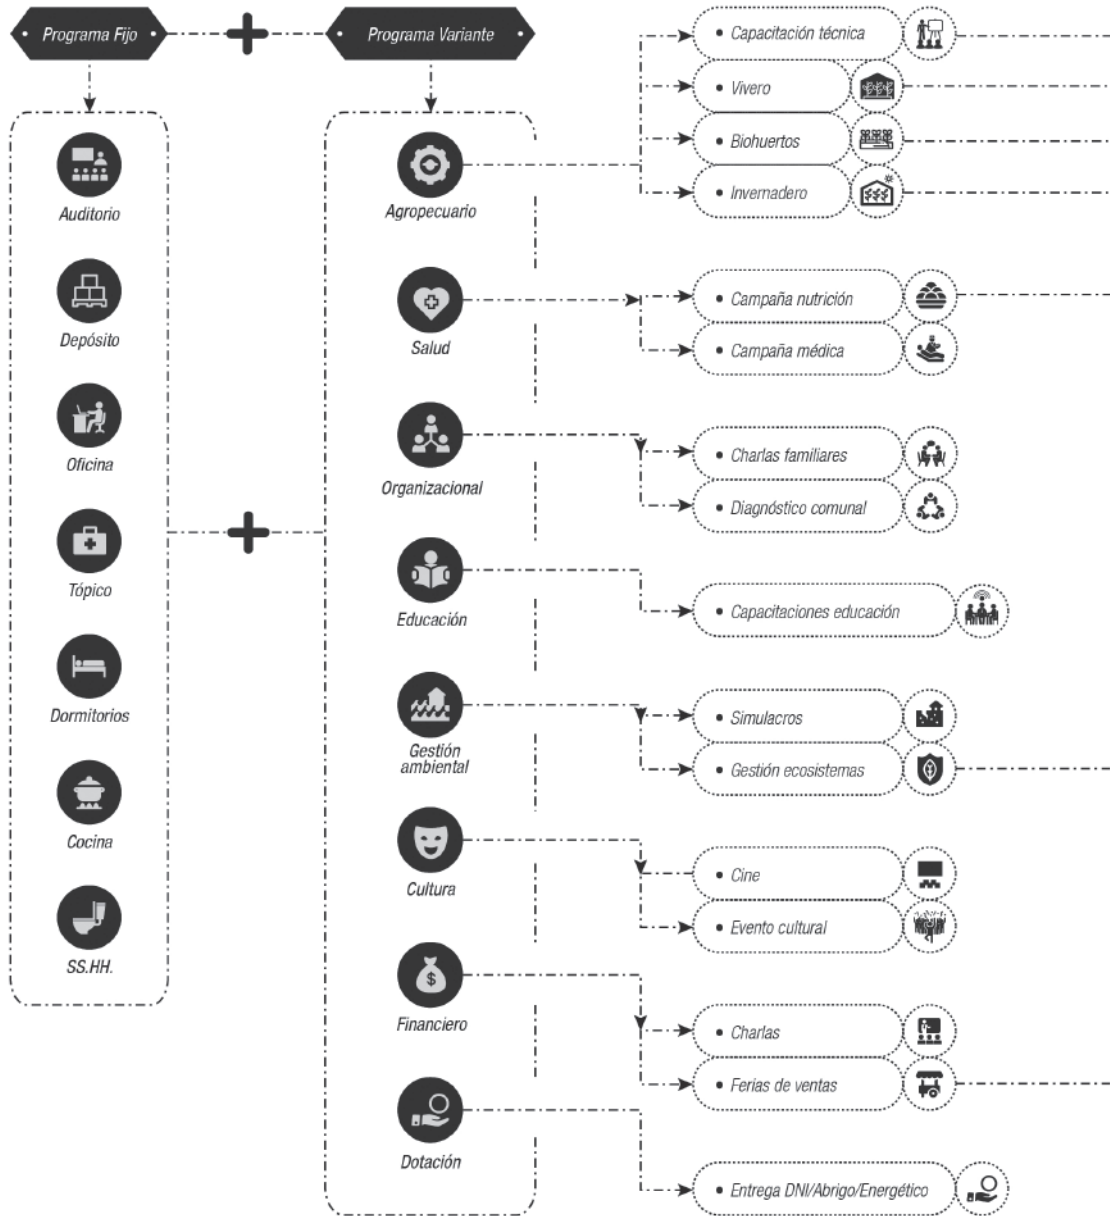 Programa Fijo
Programa Variante
Auditorio
Depósito
Oficina
Tópico
Dormitorios
Cocina
SS.HH.
Agropecuario
Salud
Organizacional
Educación
Gestión
ambiental
Cultura
Financiero
$
Dotación
• Capacitación técnica
• Vivero
• Biohuertos
• Invernadero
• Campaña nutrición
• Campaña médica
• Charlas familiares
• Diagnóstico comunal
• Capacitaciones educación
• Simulacros
• Gestión ecosistemas
• Cine
• Evento cultural
• Charlas
• Ferias de ventas
• Entrega DNI/Abrigo/Energético